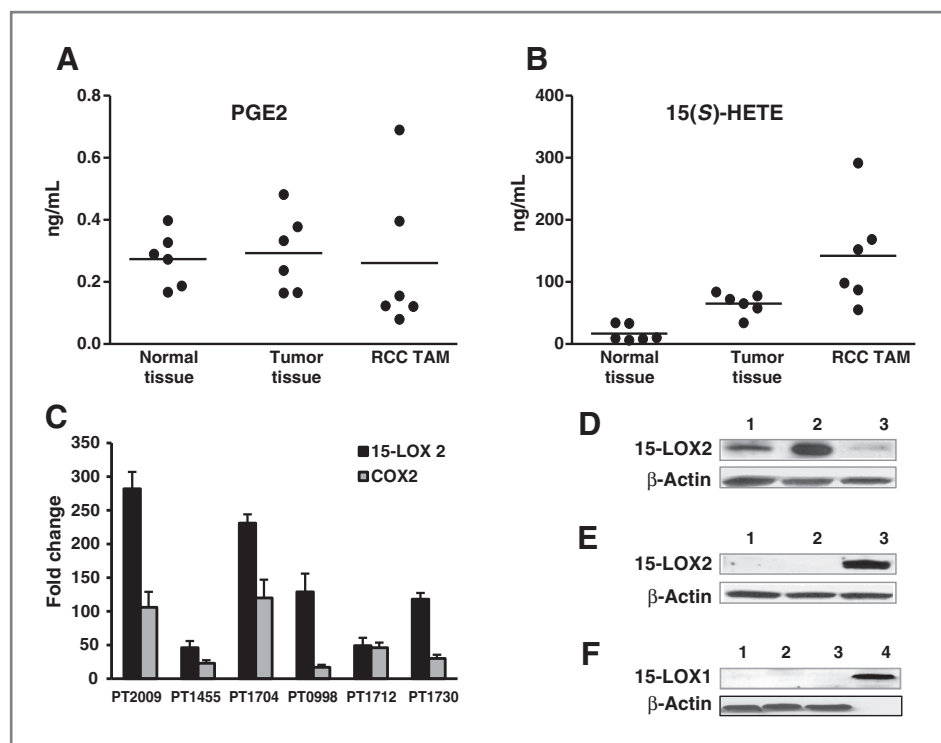 A
PGE2
ng/mL
0.8
0.6
0.4
0.2
0.0
Normal tissue
Tumor tissue
RCC TAM
B
15(S)-HETE
ng/mL
400
300
200
100
0
Normal tissue
Tumor tissue
RCC TAM
C
15-LOX 2
COX2
Fold change
350
300
250
200
150
100
50
0
PT2009 PT1455 PT1704 PT0998 PT1712 PT1730
D
1 2 3
15-LOX2
β-Actin
E
1 2 3
15-LOX2
β-Actin
F
1 2 3 4
15-LOX1
β-Actin